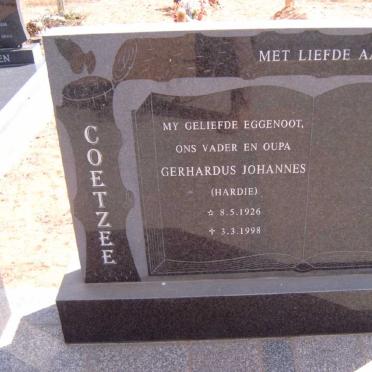 MET LIEFDE
COETZEE
MY GELIEFDE EGGENOOT,
ONS VADER EN OUPA
GERHARDUS JOHANNES
(HARDIE)
☆ 8.5.1926
✝ 3.3.1998